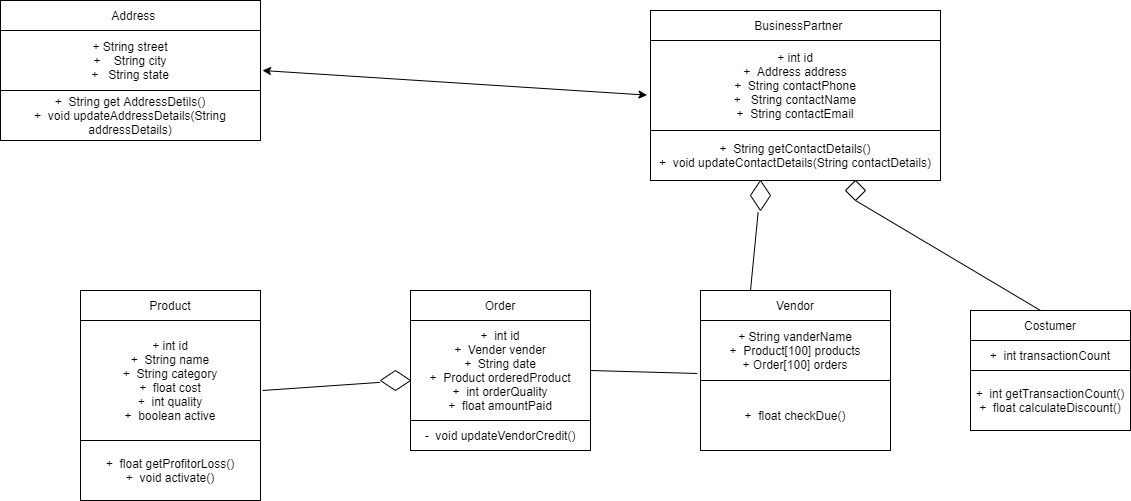 Address
+ String street
+ String city
+ String state
+ String get AddressDetils()
+ void updateAddressDetails(String
addressDetails)
BusinessPartner
+ int id
+ Address address
+ String contactPhone
+ String contactName
+ String contactEmail
+ String getContactDetails()
+ void updateContactDetails(String contactDetails)
Product
+ int id
+ String name
+ String category
+ float cost
+ int quality
+ boolean active
+ float getProfitorLoss()
+ void activate()
Order
+ int id
+ Vender vender
+ String date
+ Product orderedProduct
+ int orderQuality
+ float amountPaid
- void updateVendorCredit()
Vendor
+ String vanderName
+ Product[100] products
+ Order[100] orders
+ float checkDue()
Costumer
+ int transactionCount
+ int getTransactionCount()
+ float calculateDiscount()